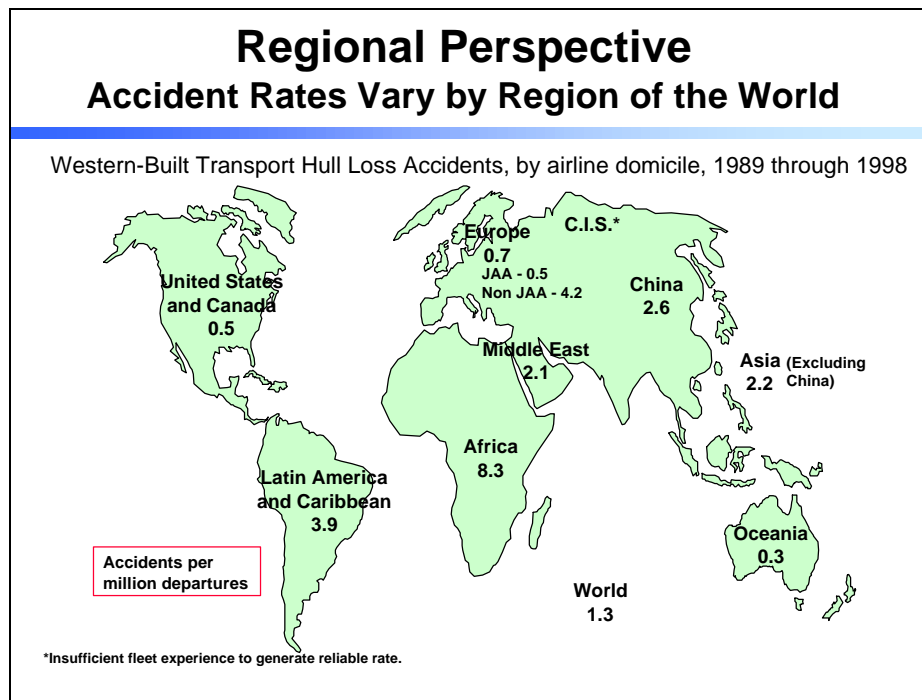 Regional Perspective
Accident Rates Vary by Region of the World
Western-Built Transport Hull Loss Accidents, by airline domicile, 1989 through 1998
C.I.S.*
Europe
0.7
JAA - 0.5
Non JAA - 4.2
United States
and Canada
0.5
China
2.6
Middle East
2.1
Asia (Excluding
China)
2.2
Africa
8.3
Latin America
and Caribbean
3.9
Oceania
0.3
Accidents per
million departures
World
1.3
*Insufficient fleet experience to generate reliable rate.